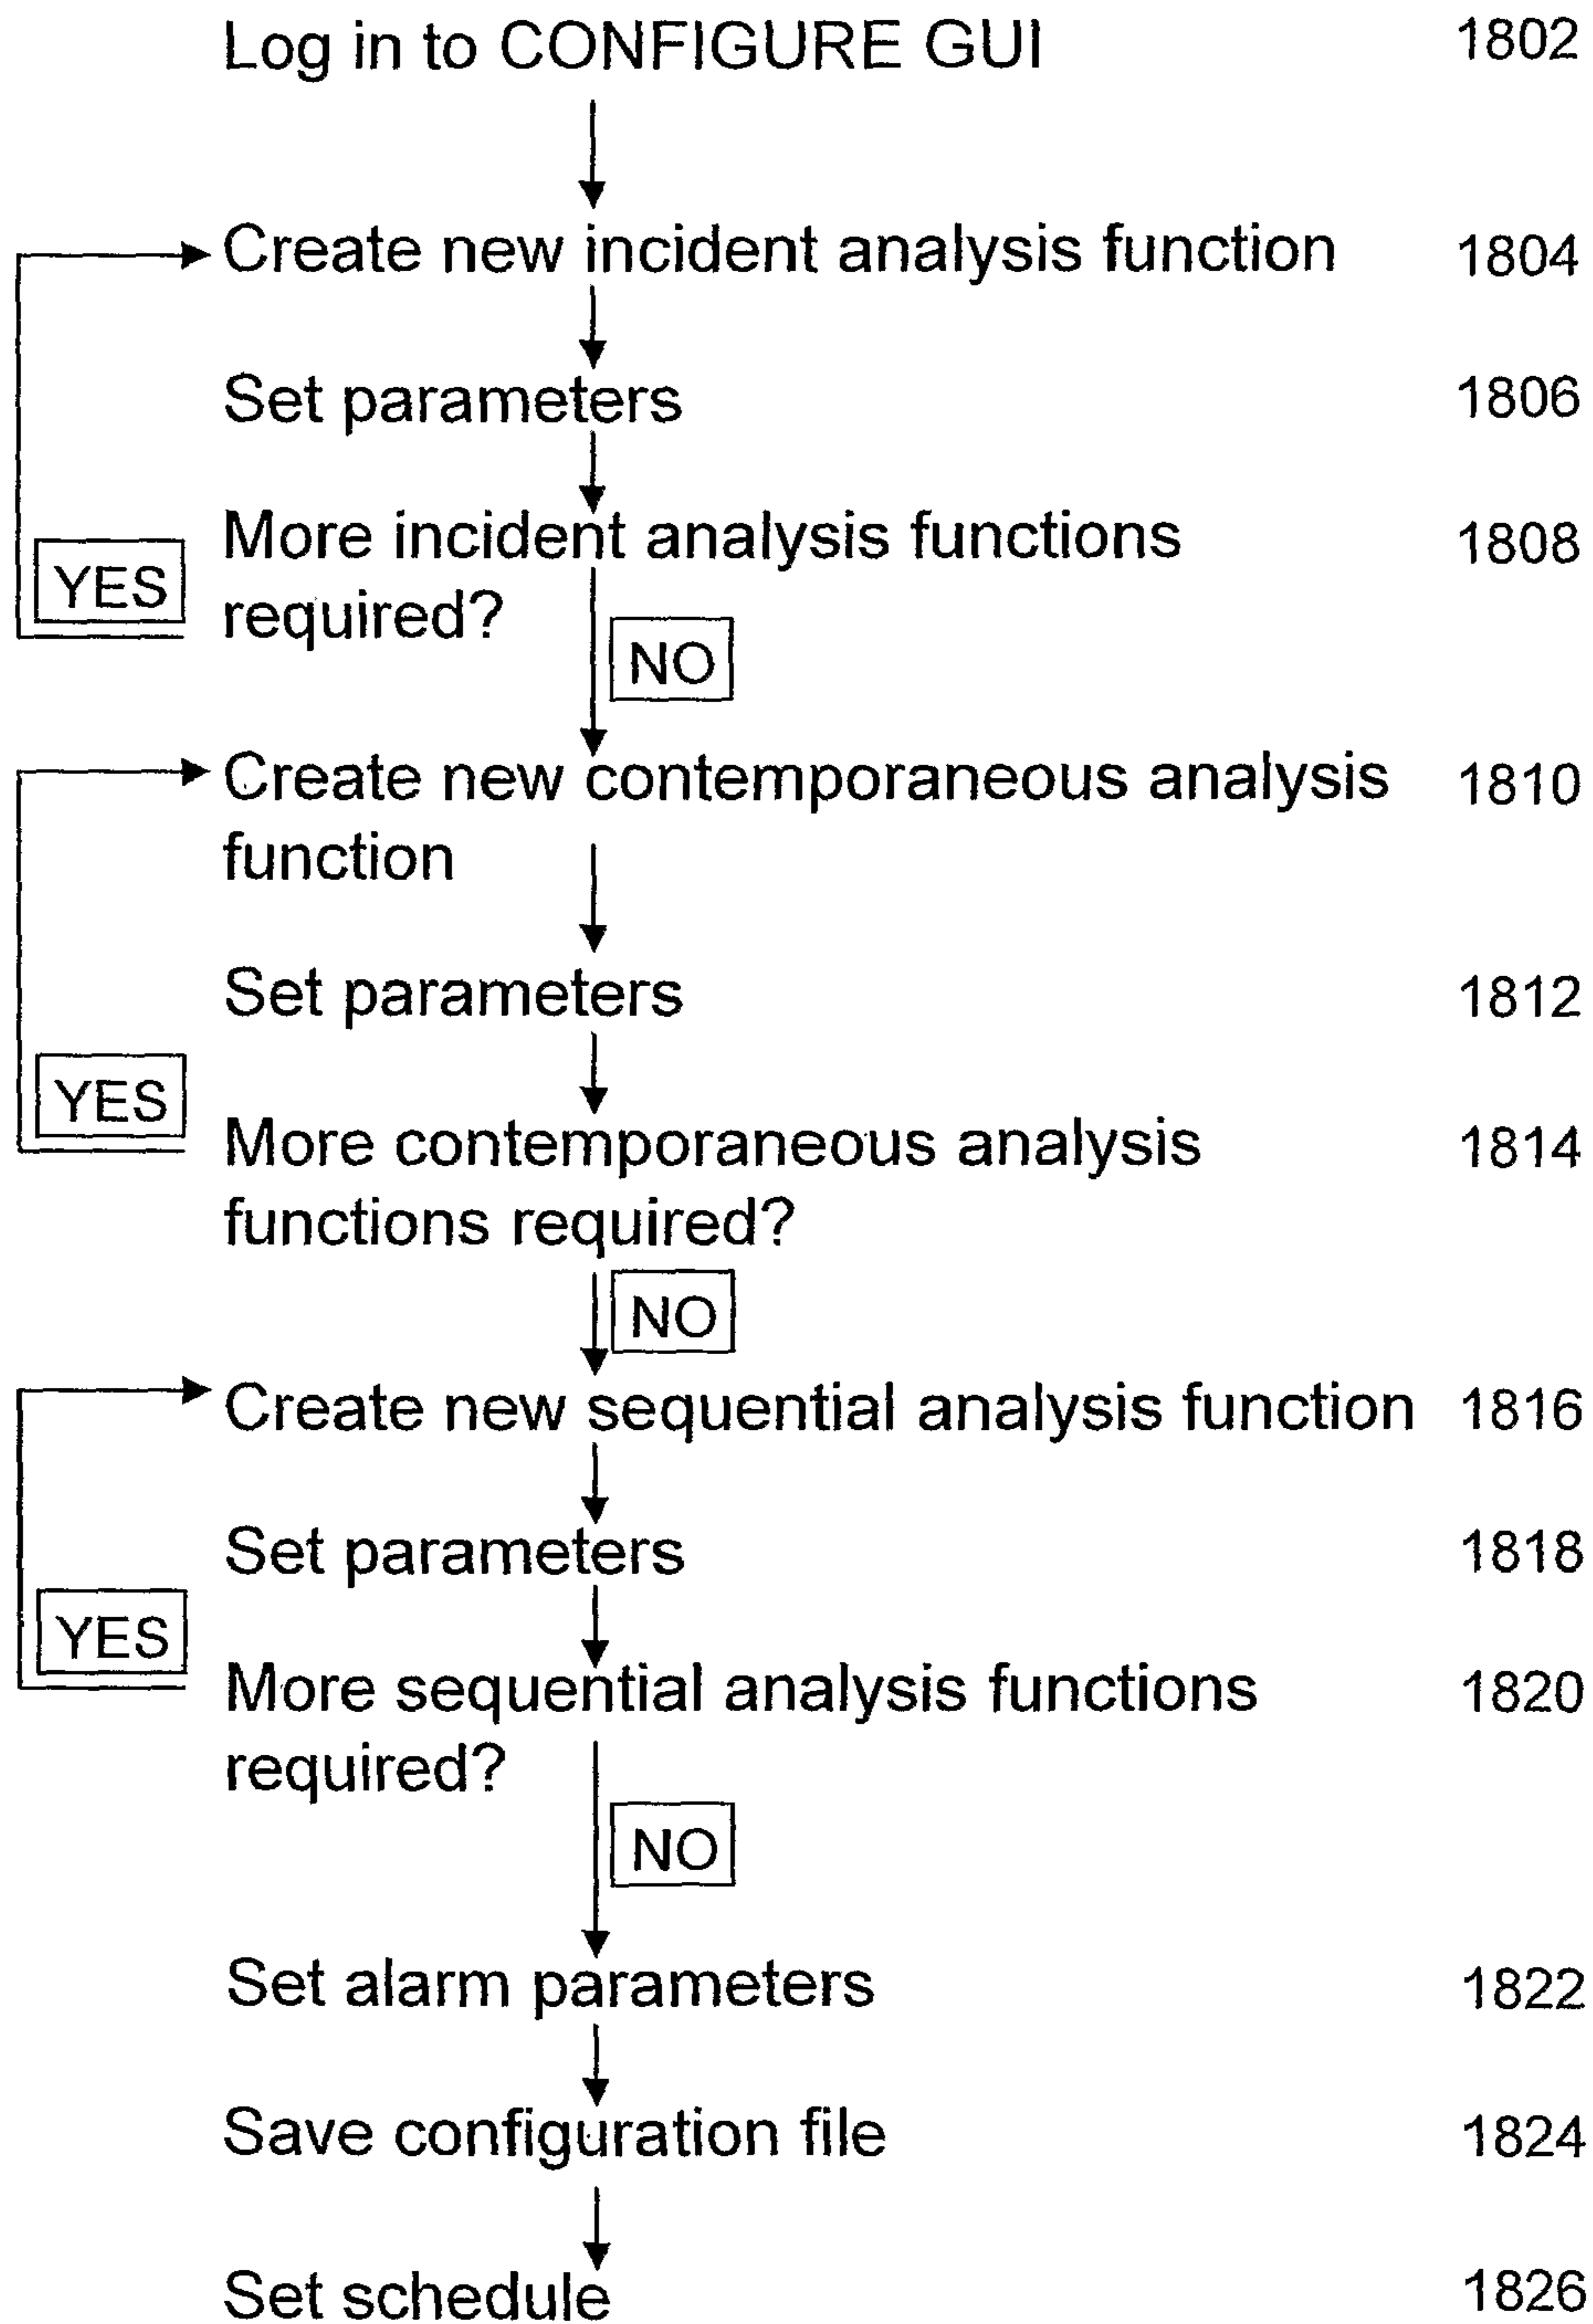 Log in to CONFIGURE GUI 1802
Create new incident analysis function 1804
Set parameters 1806
More incident analysis functions 1808
YES
required?
NO
Create new contemporaneous analysis 1810
function
Set parameters 1812
YES
More contemporaneous analysis 1814
functions required?
NO
Create new sequential analysis function 1816
Set parameters 1818
YES
More sequential analysis functions 1820
required?
NO
Set alarm parameters 1822
Save configuration file 1824
Set schedule 1826